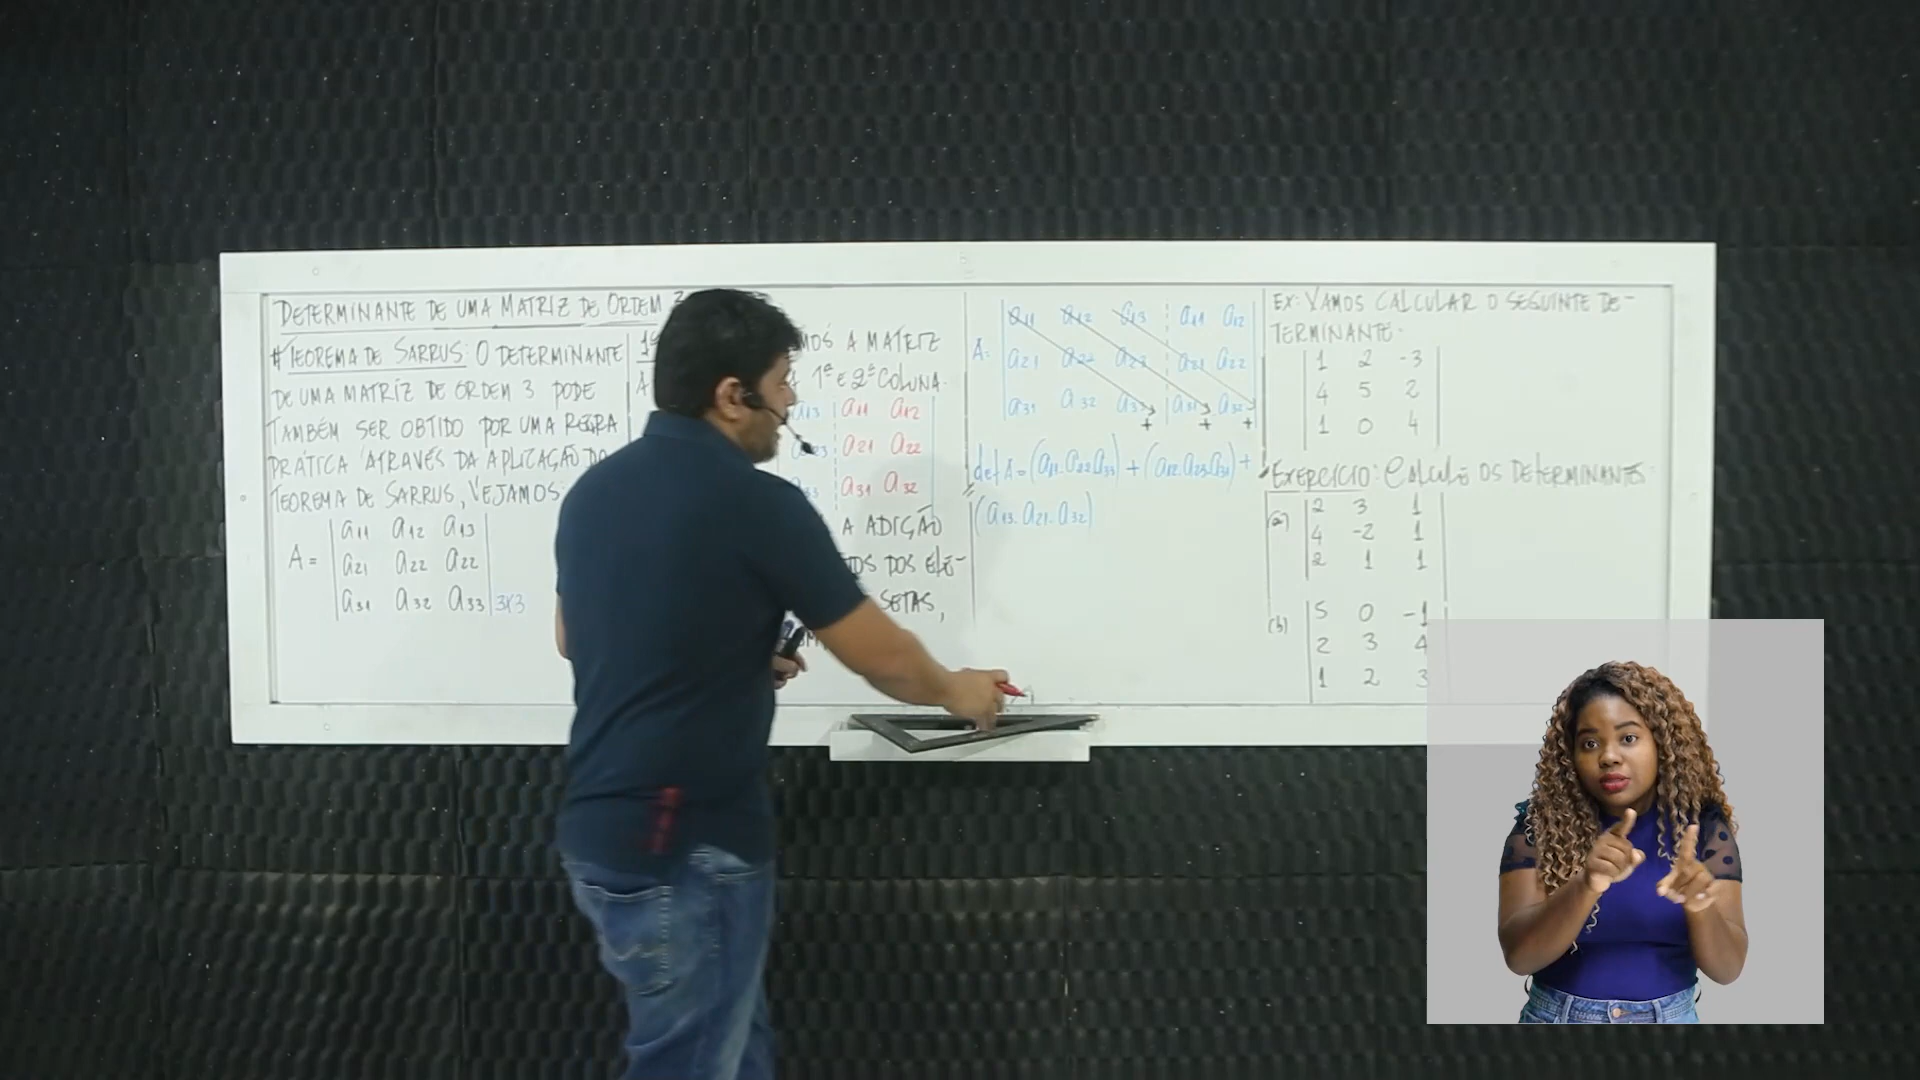 DETERMINANTE DE UMA MATRIZ DE ORDEM 3
# TEOREMA DE SARRUS: O DETERMINANTE
DE UMA MATRIZ DE ORDEM 3 PODE
TAMBÉM SER OBTIDO POR UMA REGRA
PRÁTICA ATRAVÉS DA APLICAÇÃO DO
TEOREMA DE SARRUS, VEJAMOS:
a11 a12 a13
A = a21 a22 a22
a31 a32 a33 3x3
A MATRIZ
1ª E 2ª COLUNA.
a13 a11 a12
a21 a22
a31 a32
A ADIÇÃO
DOS ELE-
SETAS,
a11 a12 a13 a11 a12
A= a21 a22 a23 a21 a22
a31 a32 a33 a31 a32
+ + +
det A = (a11.a22.a33) + (a12.a23.a31) +
(a13.a21.a32)
EX: VAMOS CALCULAR O SEGUINTE DE-
TERMINANTE.
1 2 -3
4 5 2
1 0 4
EXERCÍCIO: CALCULE OS DETERMINANTES
(a) 2 3 1
4 -2 1
2 1 1
(b) 5 0 -1
2 3 4
1 2 3